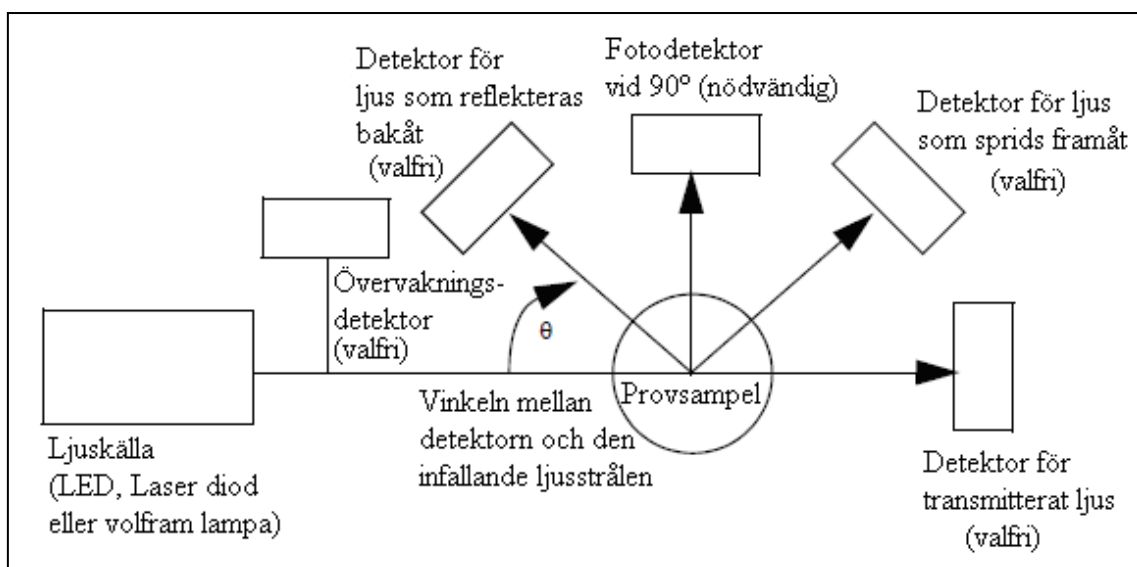 Detektor för
ljus som reflekteras
bakåt
(valfri)
Fotodetektor
vid 90° (nödvändig)
Detektor för ljus
som sprids framåt
(valfri)
Övervaknings-
detektor
(valfri)
θ
Vinkeln mellan
detektorn och den
infallande ljusstrålen
Provsampel
Ljuskälla
(LED, Laser diod
eller volfram lampa)
Detektor för
transmitterat ljus
(valfri)